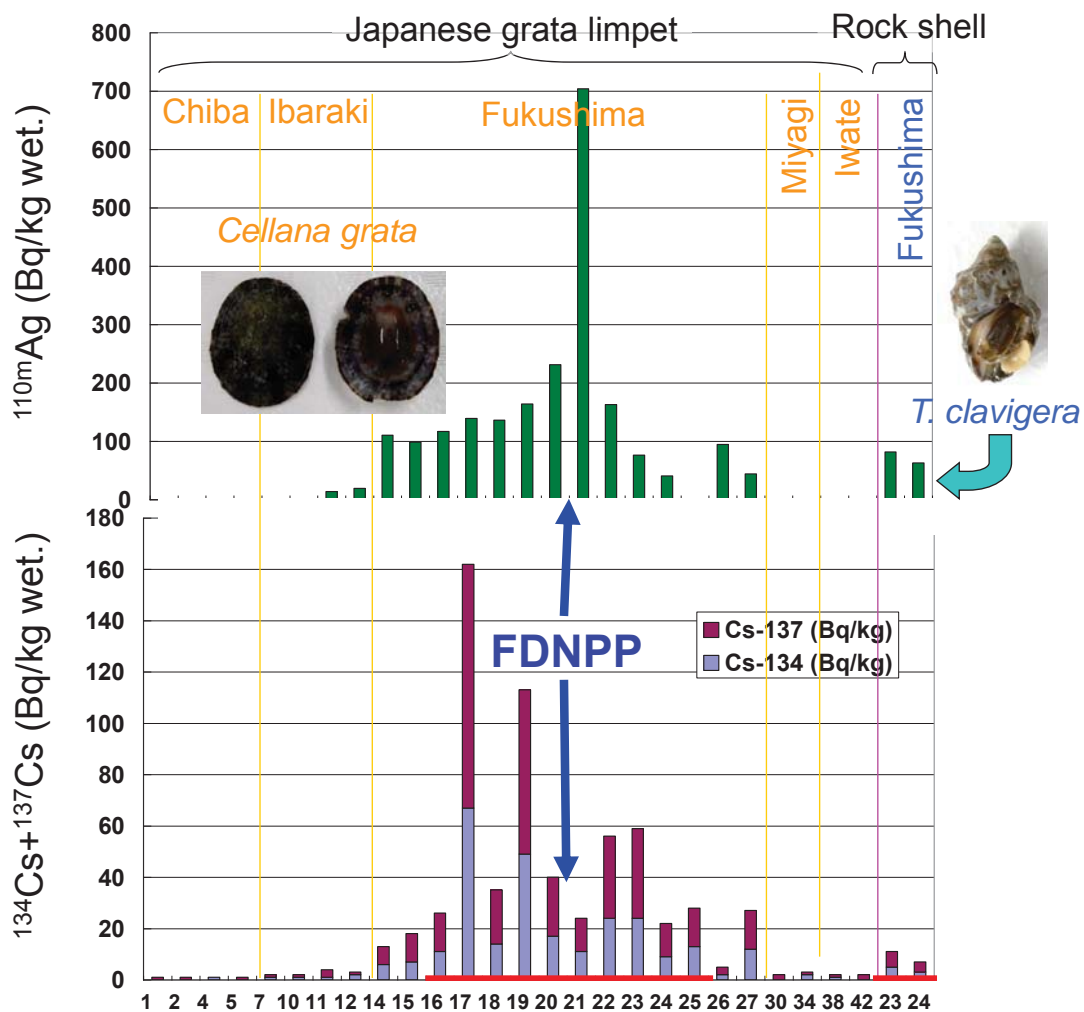 Japanese grata limpet
Rock shell
800
700
600
500
400
300
200
100
0
110mAg (Bq/kg wet.)
Chiba
Ibaraki
Fukushima
Miyagi
Iwate
Fukushima
Cellana grata
T. clavigera
180
160
140
120
100
80
60
40
20
0
134Cs+137Cs (Bq/kg wet.)
FDNPP
Cs-137 (Bq/kg)
Cs-134 (Bq/kg)
1 2 4 5 7 10 11 12 14 15 16 17 18 19 20 21 22 23 24 25 26 27 30 34 38 42 23 24